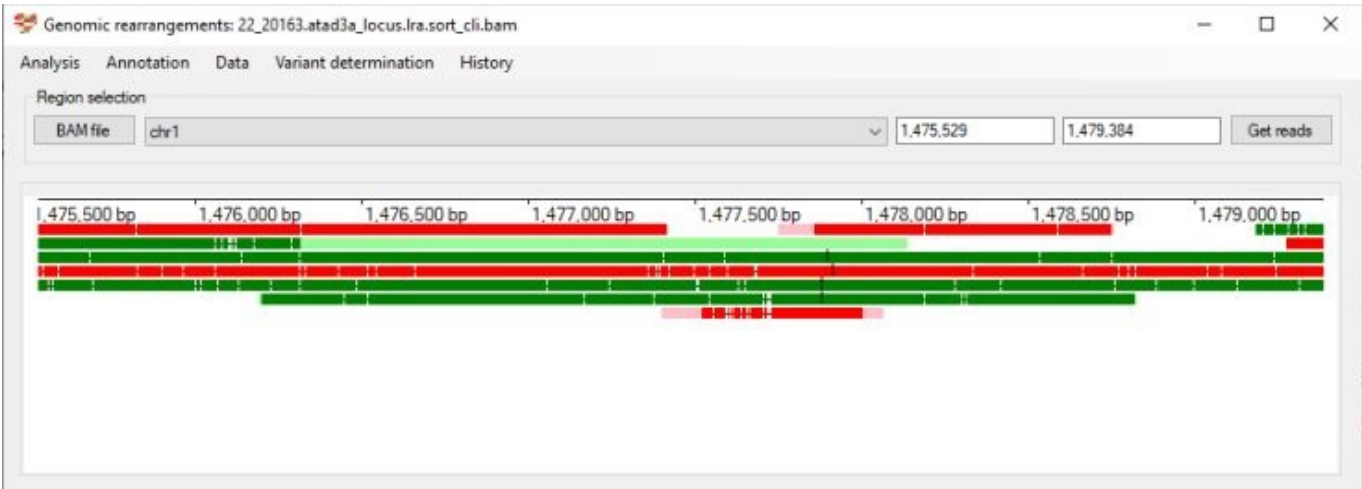 Genomic rearrangements: 22_20163.atad3a_locus.lra.sort_cli.bam
Analysis Annotation Data Variant determination History
Region selection
BAM file chr1 1,475,529 1,479,384 Get reads
1,475,500 bp 1,476,000 bp 1,476,500 bp 1,477,000 bp 1,477,500 bp 1,478,000 bp 1,478,500 bp 1,479,000 bp